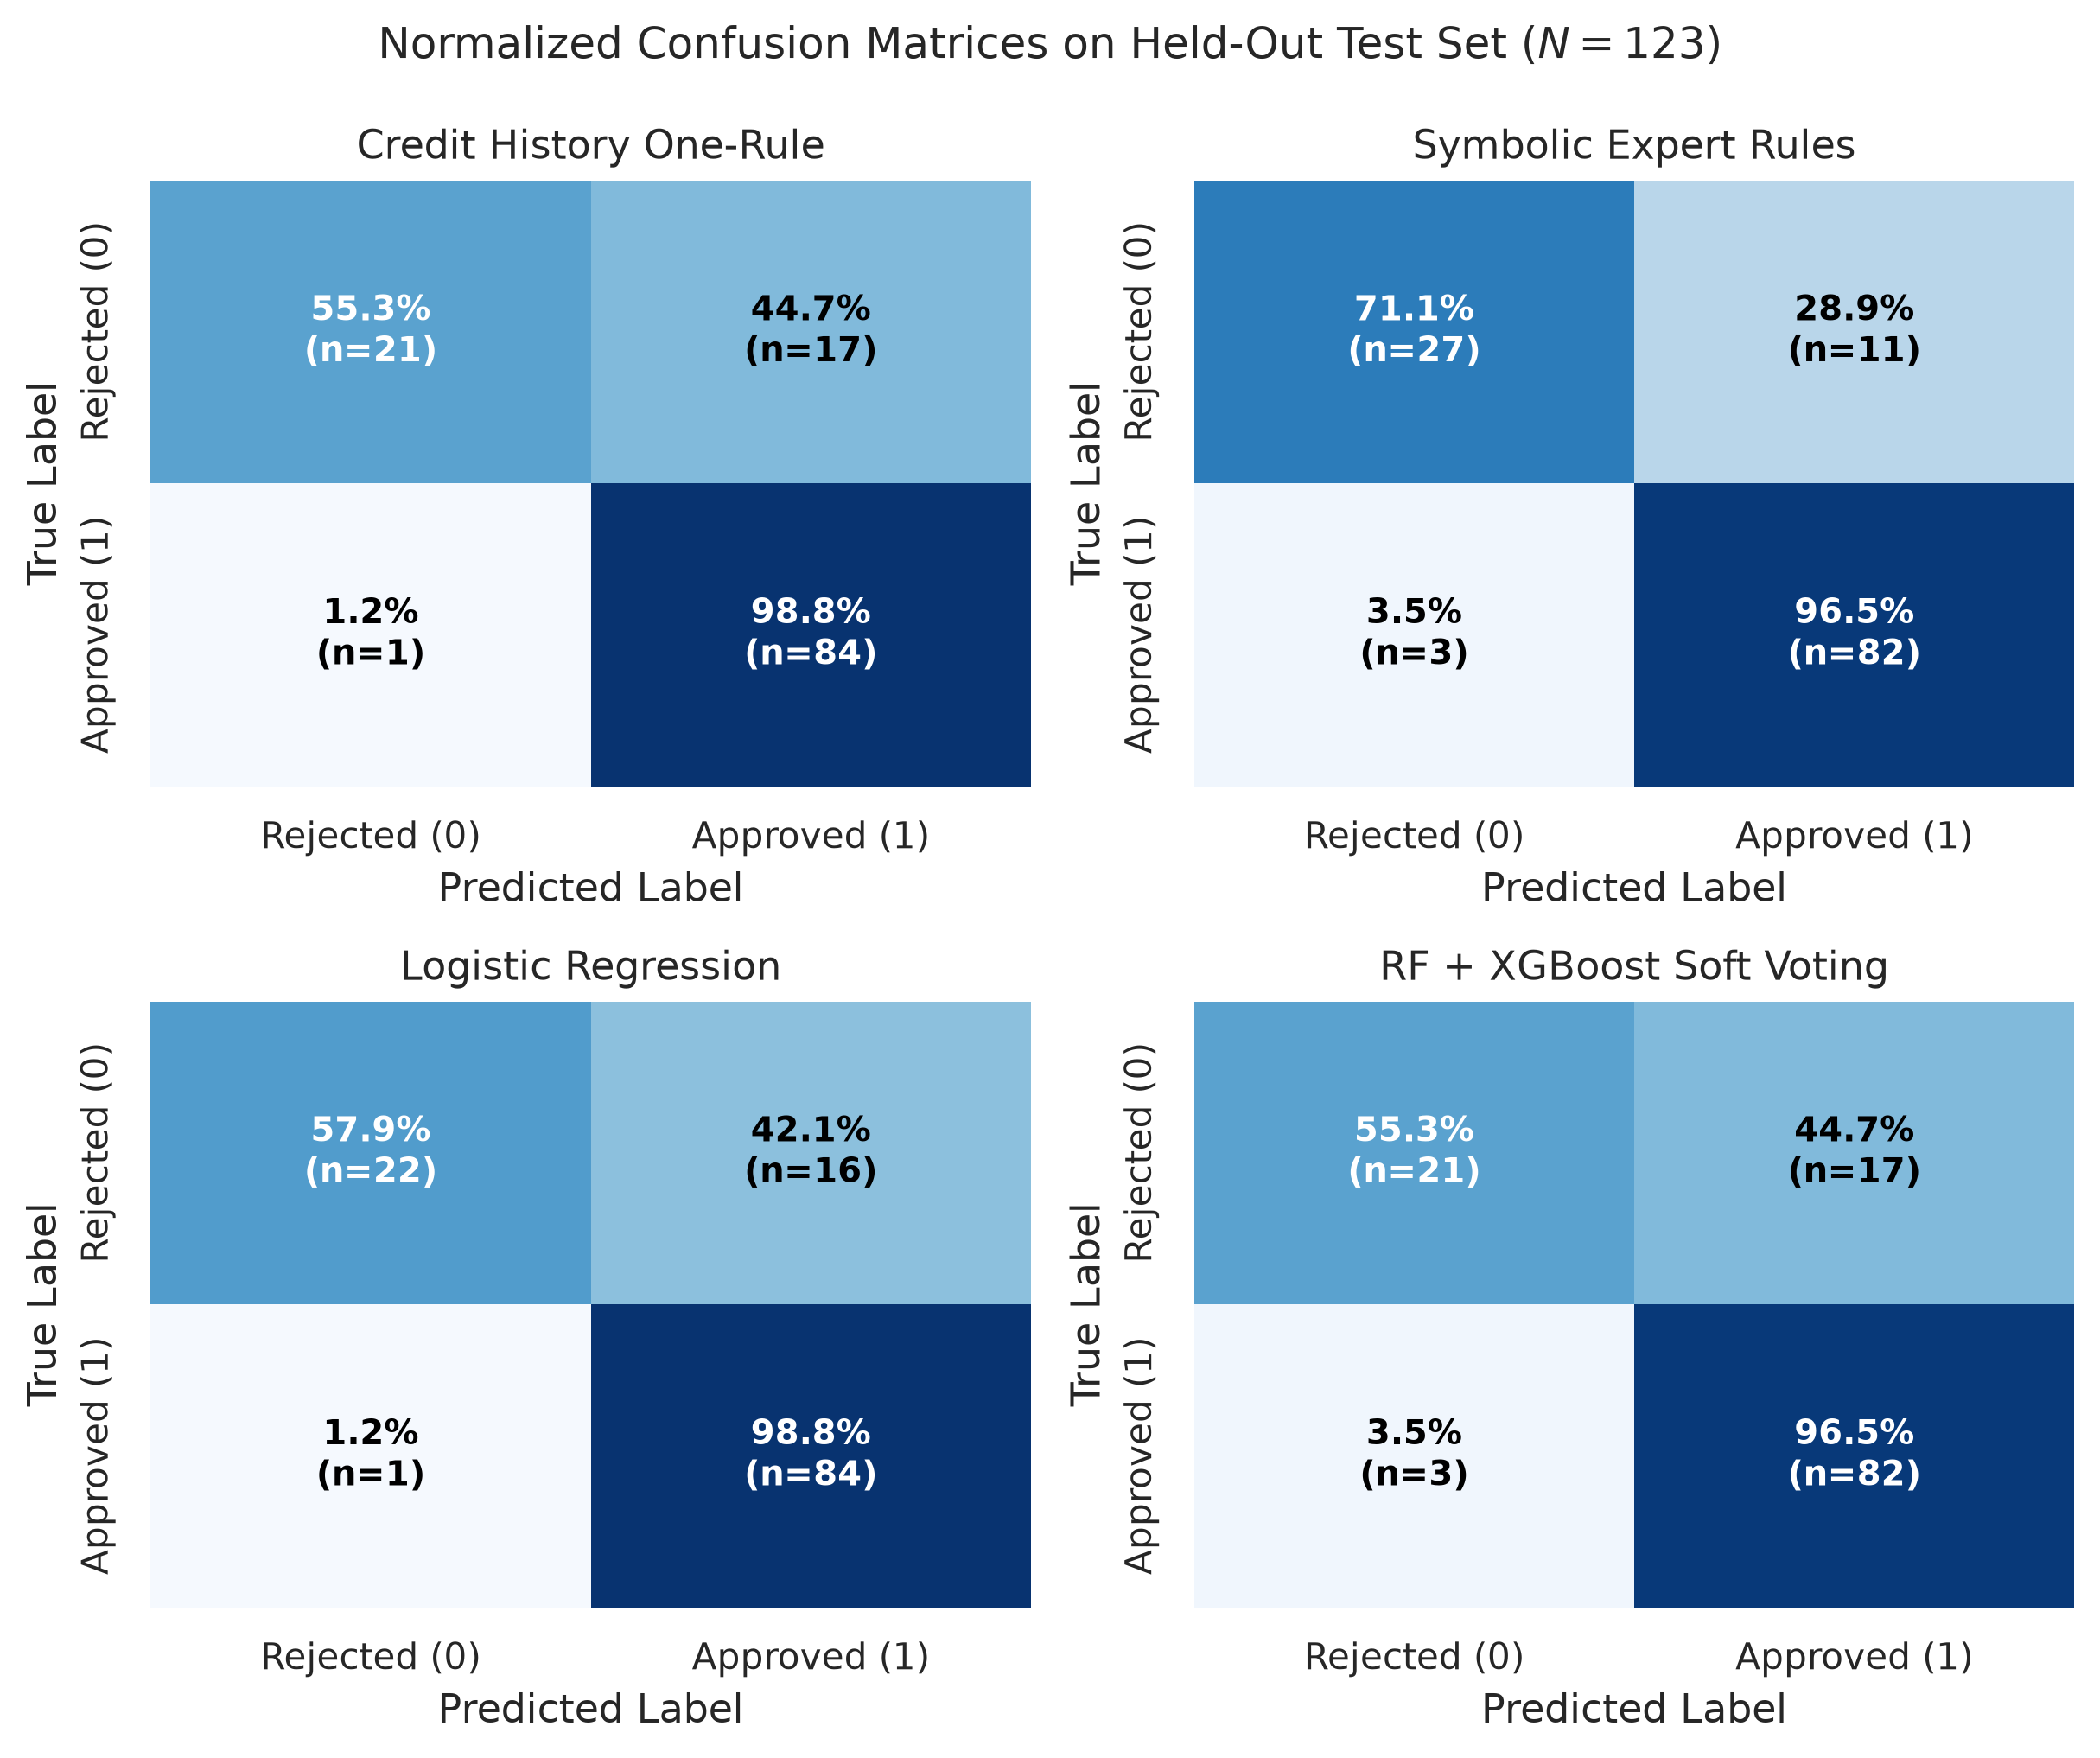 Normalized Confusion Matrices on Held-Out Test Set (N = 123)
Credit History One-Rule
True Label
Rejected (0)
Approved (1)
55.3%
(n=21)
44.7%
(n=17)
1.2%
(n=1)
98.8%
(n=84)
Rejected (0)
Approved (1)
Predicted Label
Symbolic Expert Rules
True Label
Rejected (0)
Approved (1)
71.1%
(n=27)
28.9%
(n=11)
3.5%
(n=3)
96.5%
(n=82)
Rejected (0)
Approved (1)
Predicted Label
Logistic Regression
True Label
Rejected (0)
Approved (1)
57.9%
(n=22)
42.1%
(n=16)
1.2%
(n=1)
98.8%
(n=84)
Rejected (0)
Approved (1)
Predicted Label
RF + XGBoost Soft Voting
True Label
Rejected (0)
Approved (1)
55.3%
(n=21)
44.7%
(n=17)
3.5%
(n=3)
96.5%
(n=82)
Rejected (0)
Approved (1)
Predicted Label